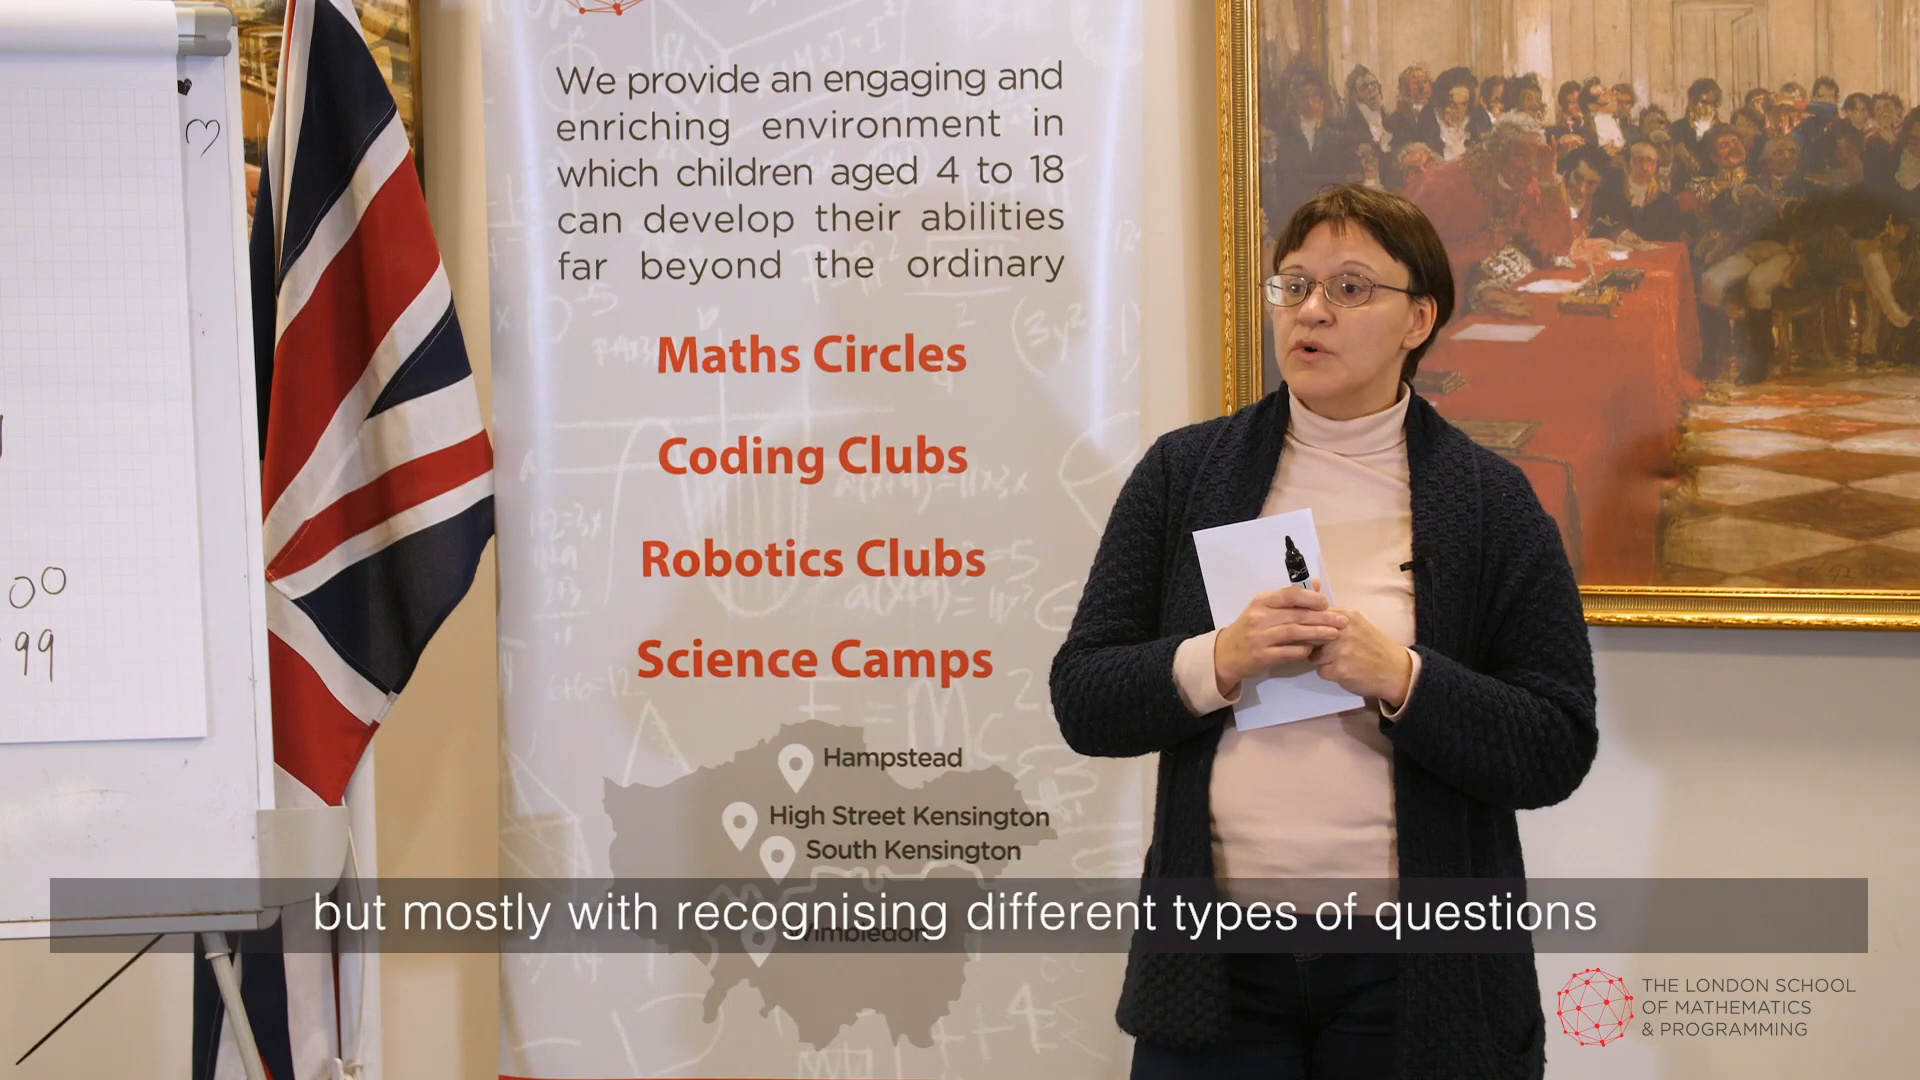 We provide an engaging and
enriching environment in
which children aged 4 to 18
can develop their abilities
far beyond the ordinary
Maths Circles
Coding Clubs
Robotics Clubs
Science Camps
Hampstead
High Street Kensington
South Kensington
00
99
but mostly with recognising different types of questions
THE LONDON SCHOOL
OF MATHEMATICS
& PROGRAMMING